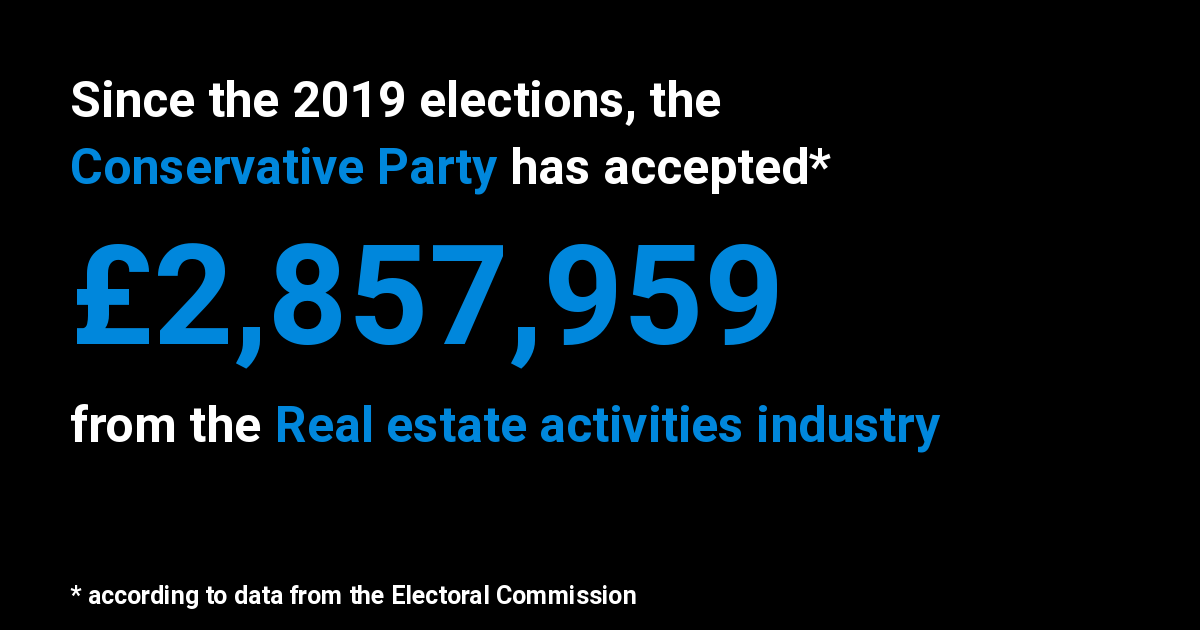 Since the 2019 elections, the
Conservative Party has accepted*
£2,857,959
from the Real estate activities industry
* according to data from the Electoral Commission